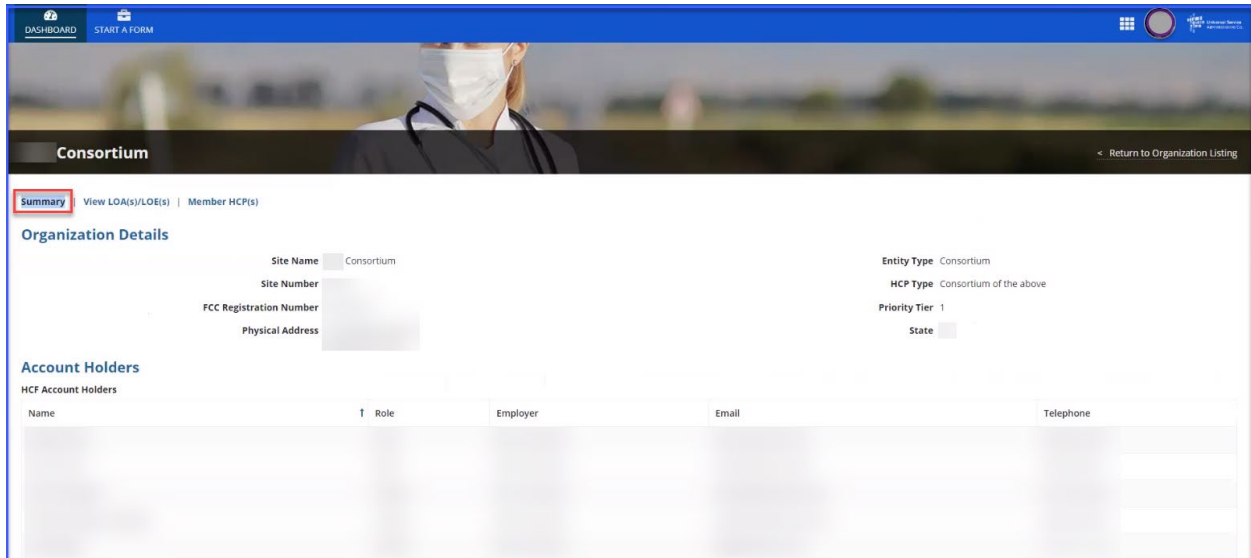 DASHBOARD START A FORM
Universal Service
Consortium
< Return to Organization Listing
Summary | View LOA(s)/LOE(s) | Member HCP(s)
Organization Details
Site Name Consortium Entity Type Consortium
Site Number HCP Type Consortium of the above
FCC Registration Number Priority Tier 1
Physical Address State
Account Holders
HCF Account Holders
Name ↑ Role Employer Email Telephone